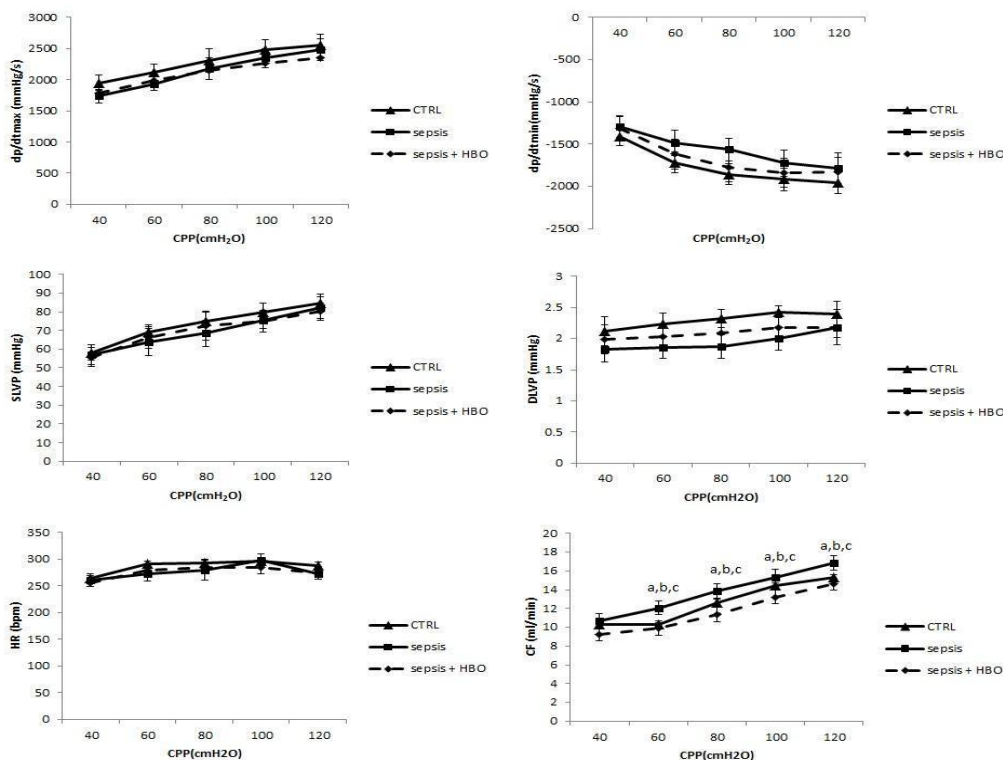 dp/dtmax (mmHg/s)
3000
2500
2000
1500
1000
500
0
40 60 80 100 120
CPP(cmH₂O)
CTRL
sepsis
sepsis + HBO
dp/dtmin(mmHg/s)
0
-500
-1000
-1500
-2000
-2500
40 60 80 100 120
CPP(cmH₂O)
CTRL
sepsis
sepsis + HBO
SLVP (mmHg)
100
90
80
70
60
50
40
30
20
10
0
40 60 80 100 120
CPP(cmH₂O)
CTRL
sepsis
sepsis + HBO
DLVP (mmHg)
3
2.5
2
1.5
1
0.5
0
40 60 80 100 120
CPP(cmH2O)
CTRL
sepsis
sepsis + HBO
HR (bpm)
350
300
250
200
150
100
50
0
40 60 80 100 120
CPP(cmH2O)
CTRL
sepsis
sepsis + HBO
CF (ml/min)
20
18
16
14
12
10
8
6
4
2
0
a,b,c a,b,c a,b,c a,b,c
40 60 80 100 120
CPP(cmH2O)
CTRL
sepsis
sepsis + HBO